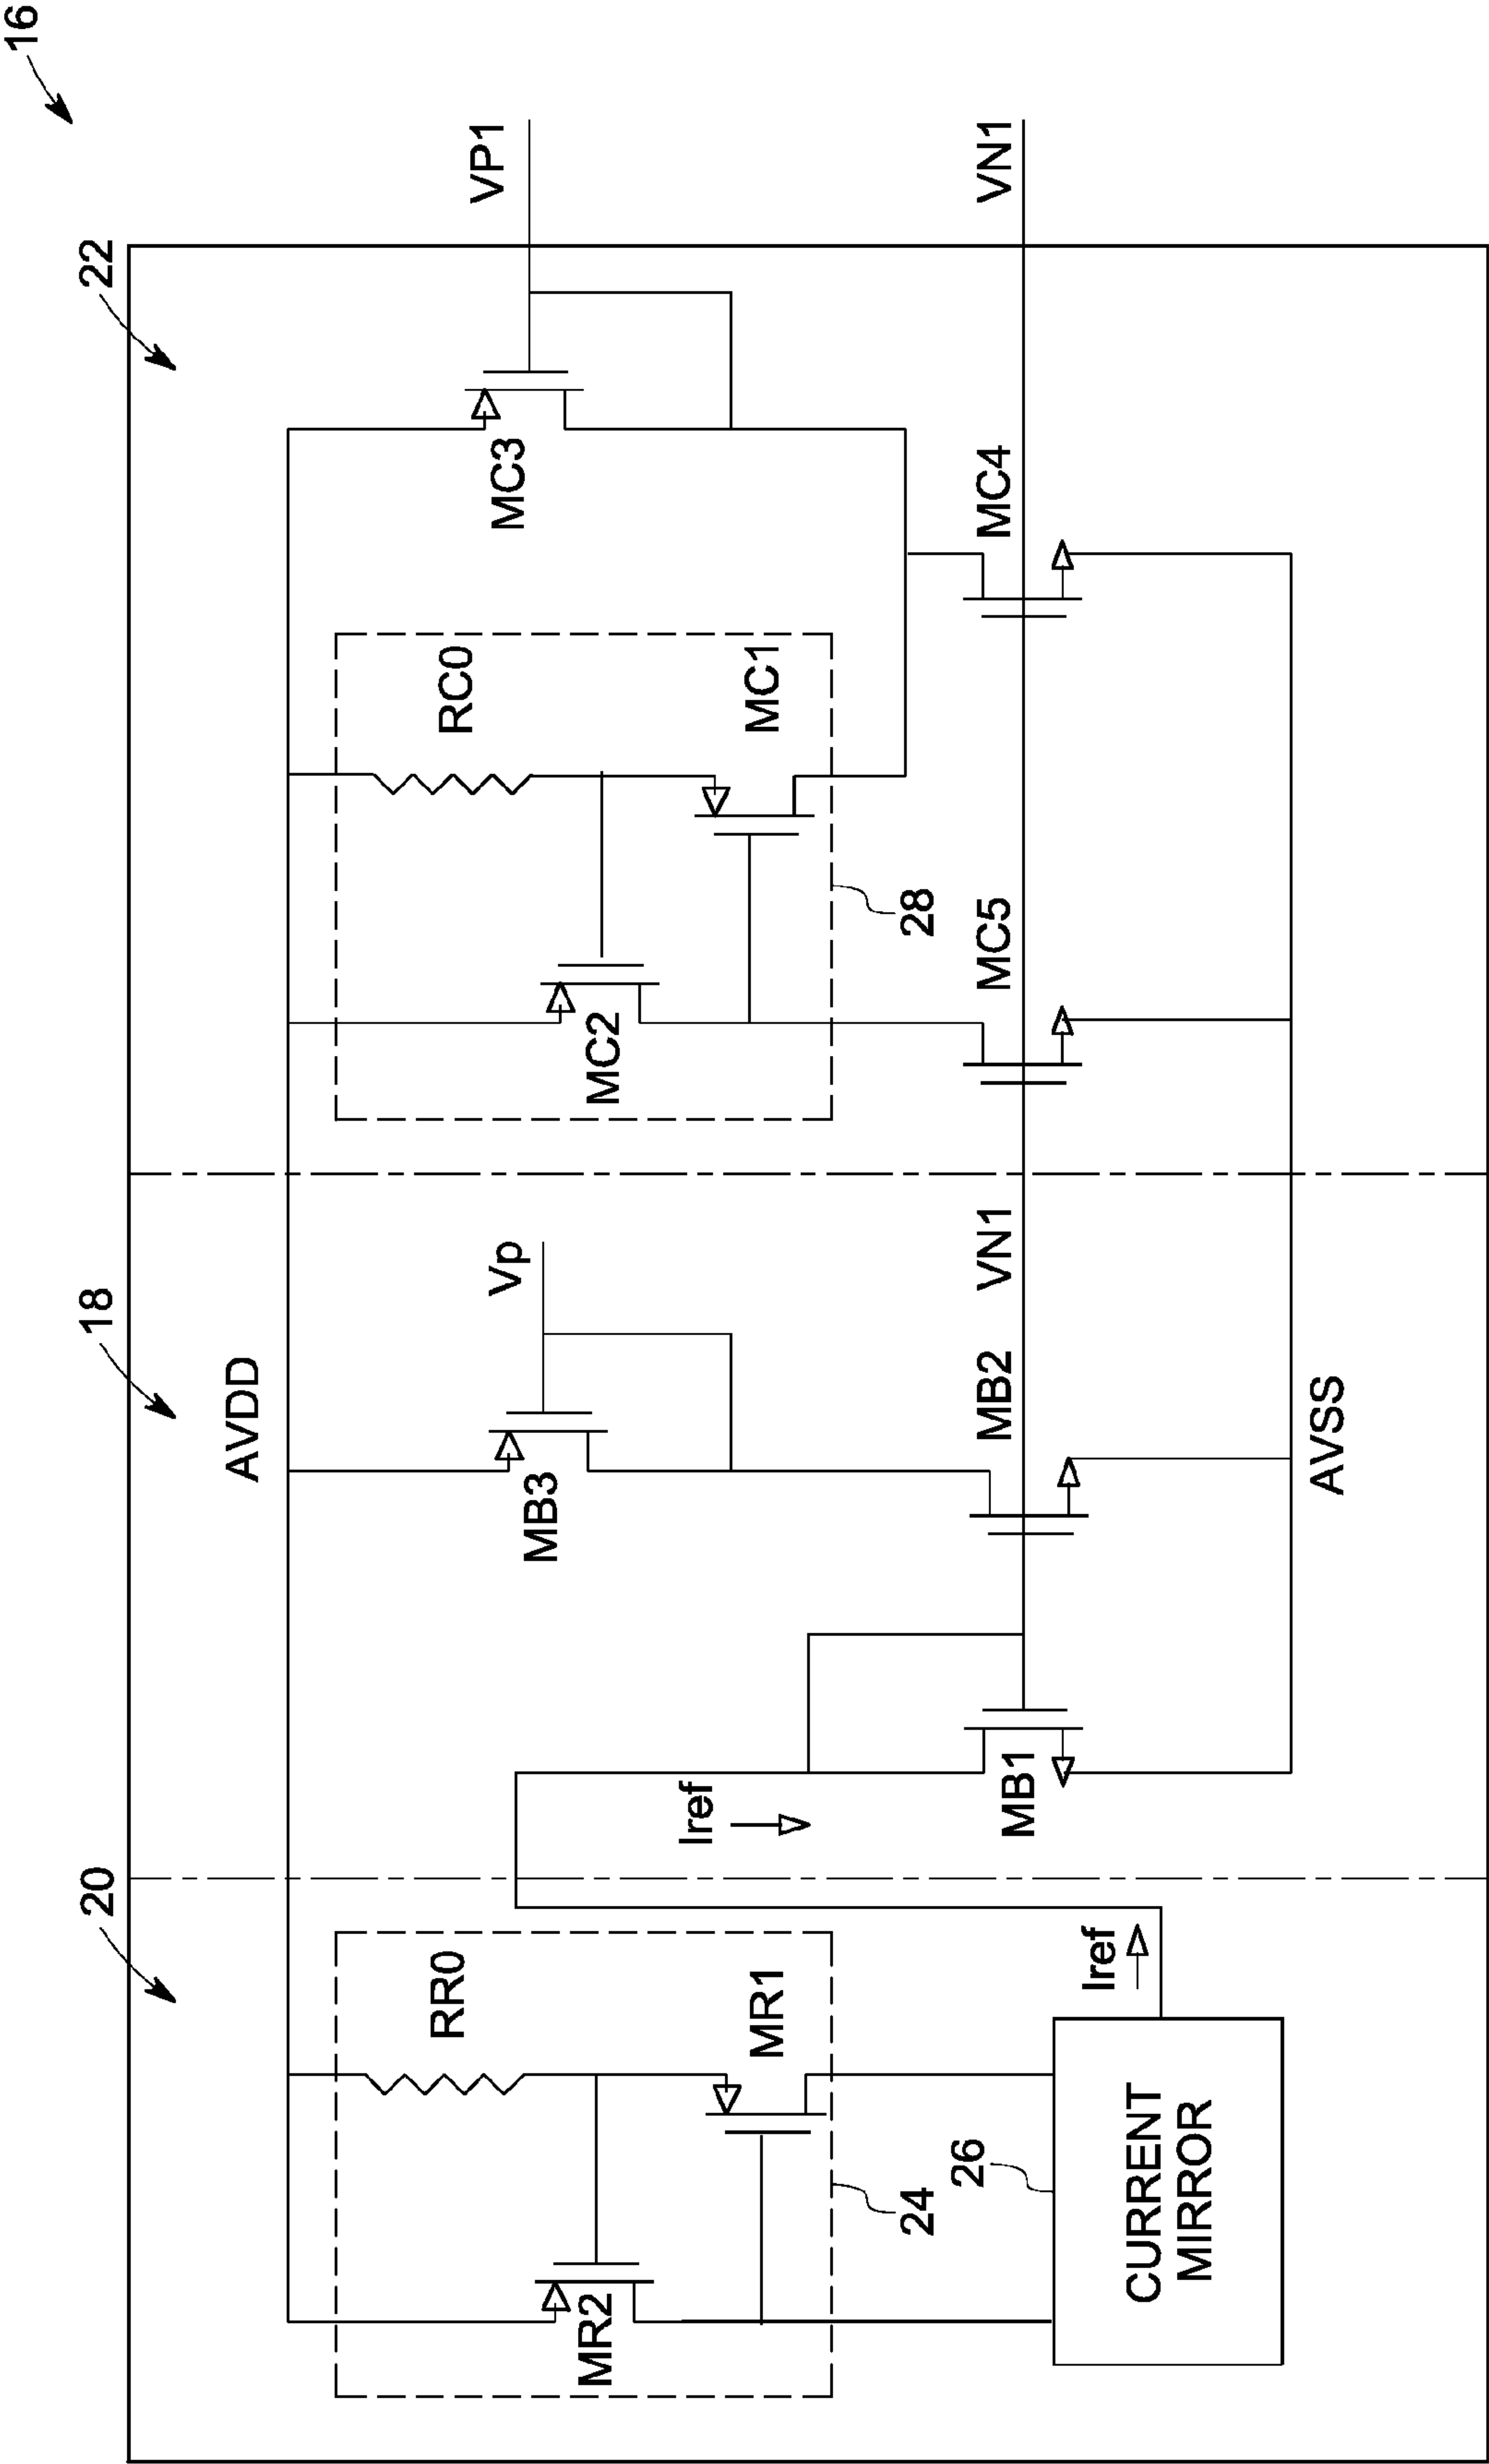 16
20
18
22
AVDD
RR0
MR2
MR1
24
26
CURRENT
MIRROR
Iref
Iref
MB3
Vp
MB1
MB2
VN1
AVSS
RC0
MC2
MC1
28
MC3
VP1
MC5
MC4
VN1